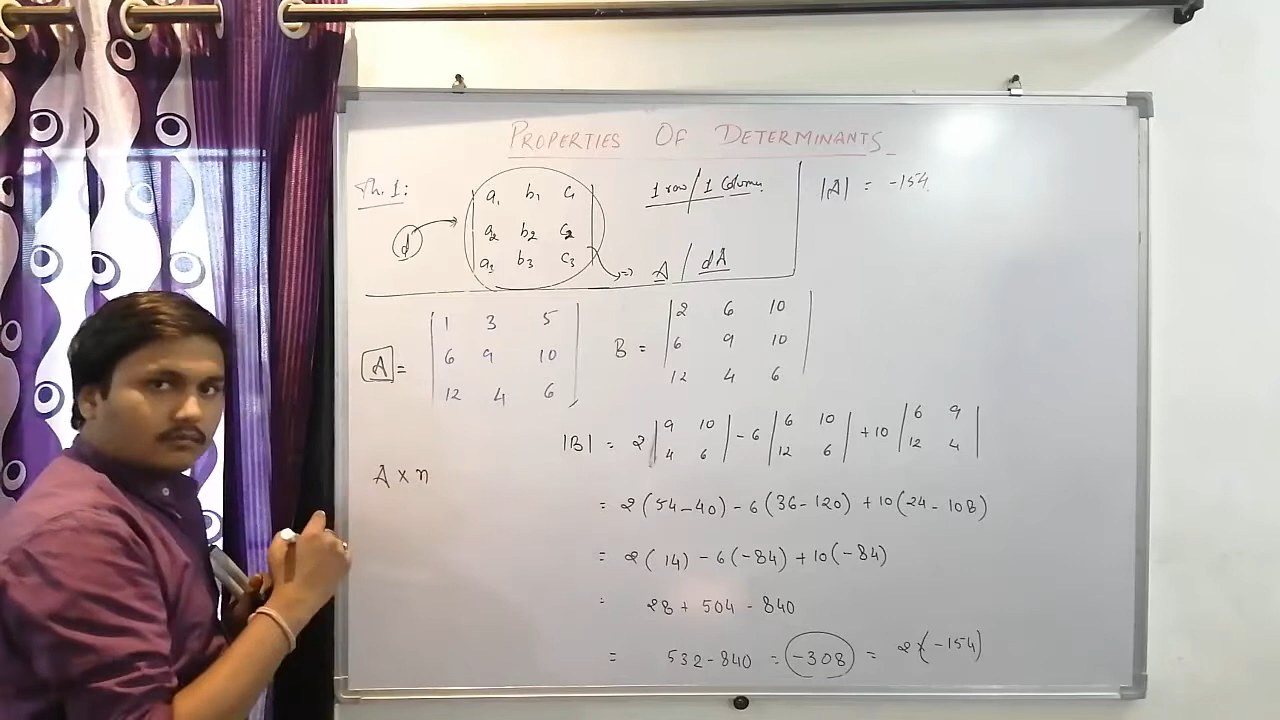 PROPERTIES OF DETERMINANTS
Th. 1:
d
a₁ b₁ c₁
a₂ b₂ c₂
a₃ b₃ c₃
1 row / 1 Column
A / dA
|A| = -154
A =
1 3 5
6 9 10
12 4 6
B =
2 6 10
6 9 10
12 4 6
|B| = 2 |9 10| - 6 |6 10| + 10 |6 9|
|4 6| |12 6| |12 4|
A × n
= 2(54-40) - 6(36-120) + 10(24-108)
= 2(14) - 6(-84) + 10(-84)
= 28 + 504 - 840
= 532-840 = -308 = 2×(-154)